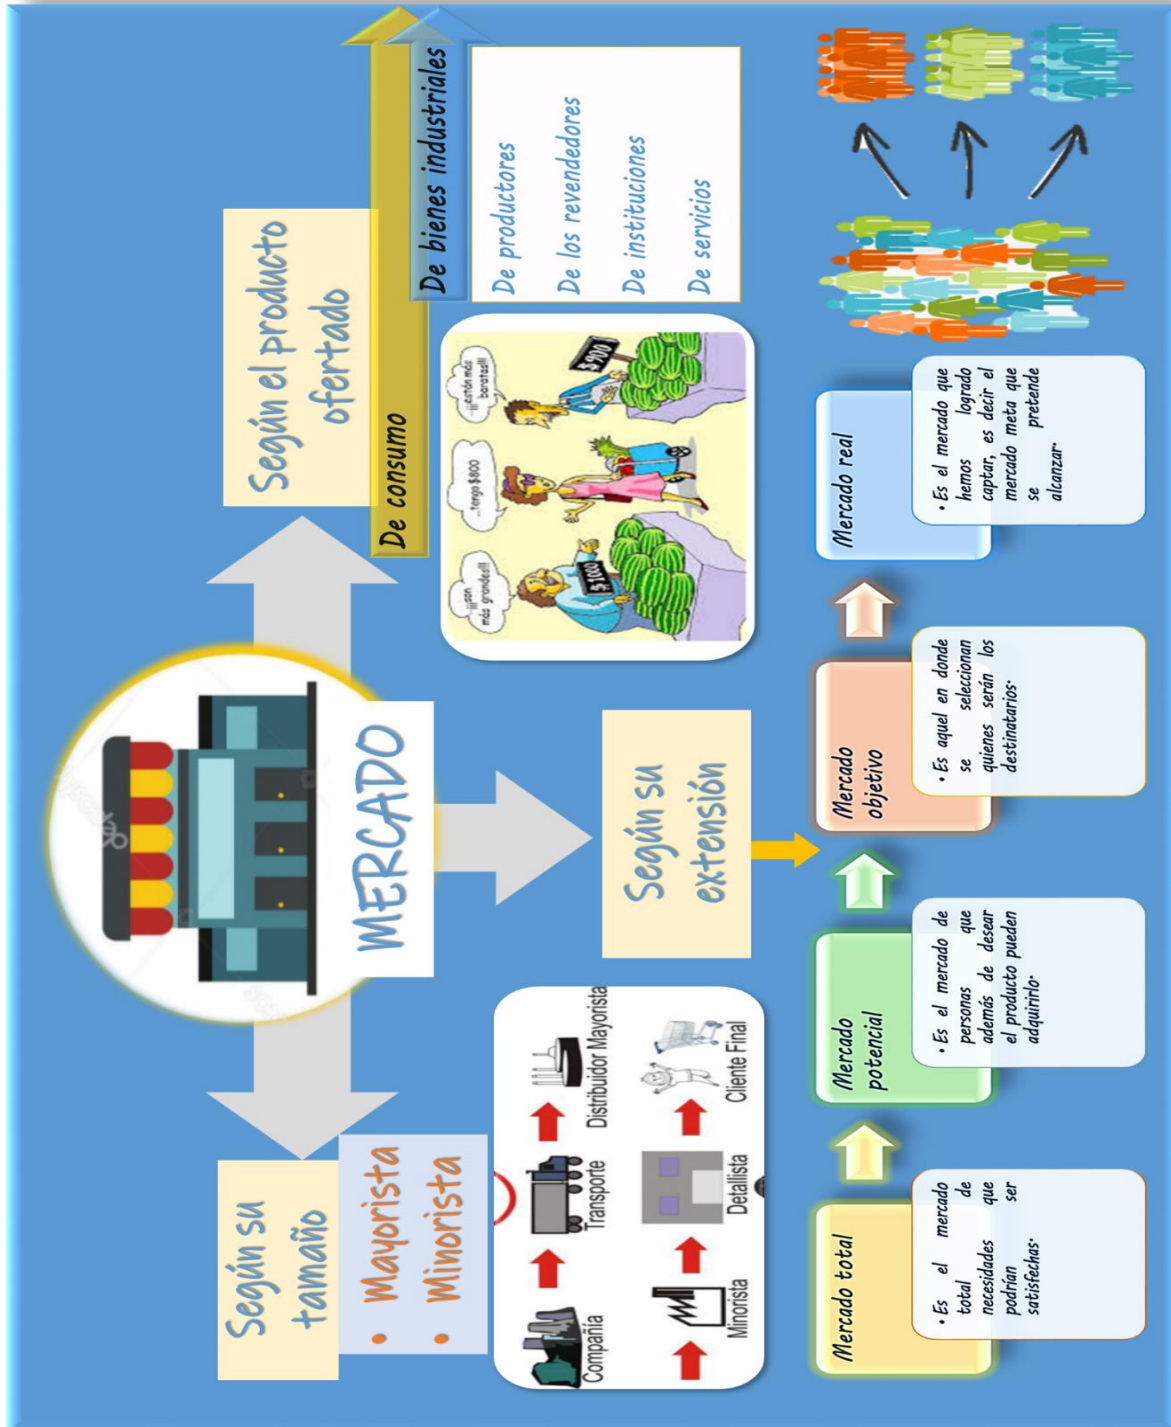 MERCADO
Según su
tamaño
• Mayorista
• Minorista
Compañia
Transporte
Distribuidor Mayorista
Minorista
Detallista
Cliente Final
Según su
extensión
Según el producto
ofertado
De consumo
De bienes industriales
De productores
De los revendedores
De instituciones
De servicios
¡¡¡son
más grandes!!!
...tengo $800
¡¡¡están más
baratas!!!
$ 1000
$ 900
Mercado total
• Es el mercado
total de
necesidades que
podrían ser
satisfechas.
Mercado
potencial
• Es el mercado de
personas que
además de desear
el producto pueden
adquirirlo.
Mercado
objetivo
• Es aquel en donde
se seleccionan
quienes serán los
destinatarios.
Mercado real
• Es el mercado que
hemos logrado
captar, es decir el
mercado meta que
se pretende
alcanzar.